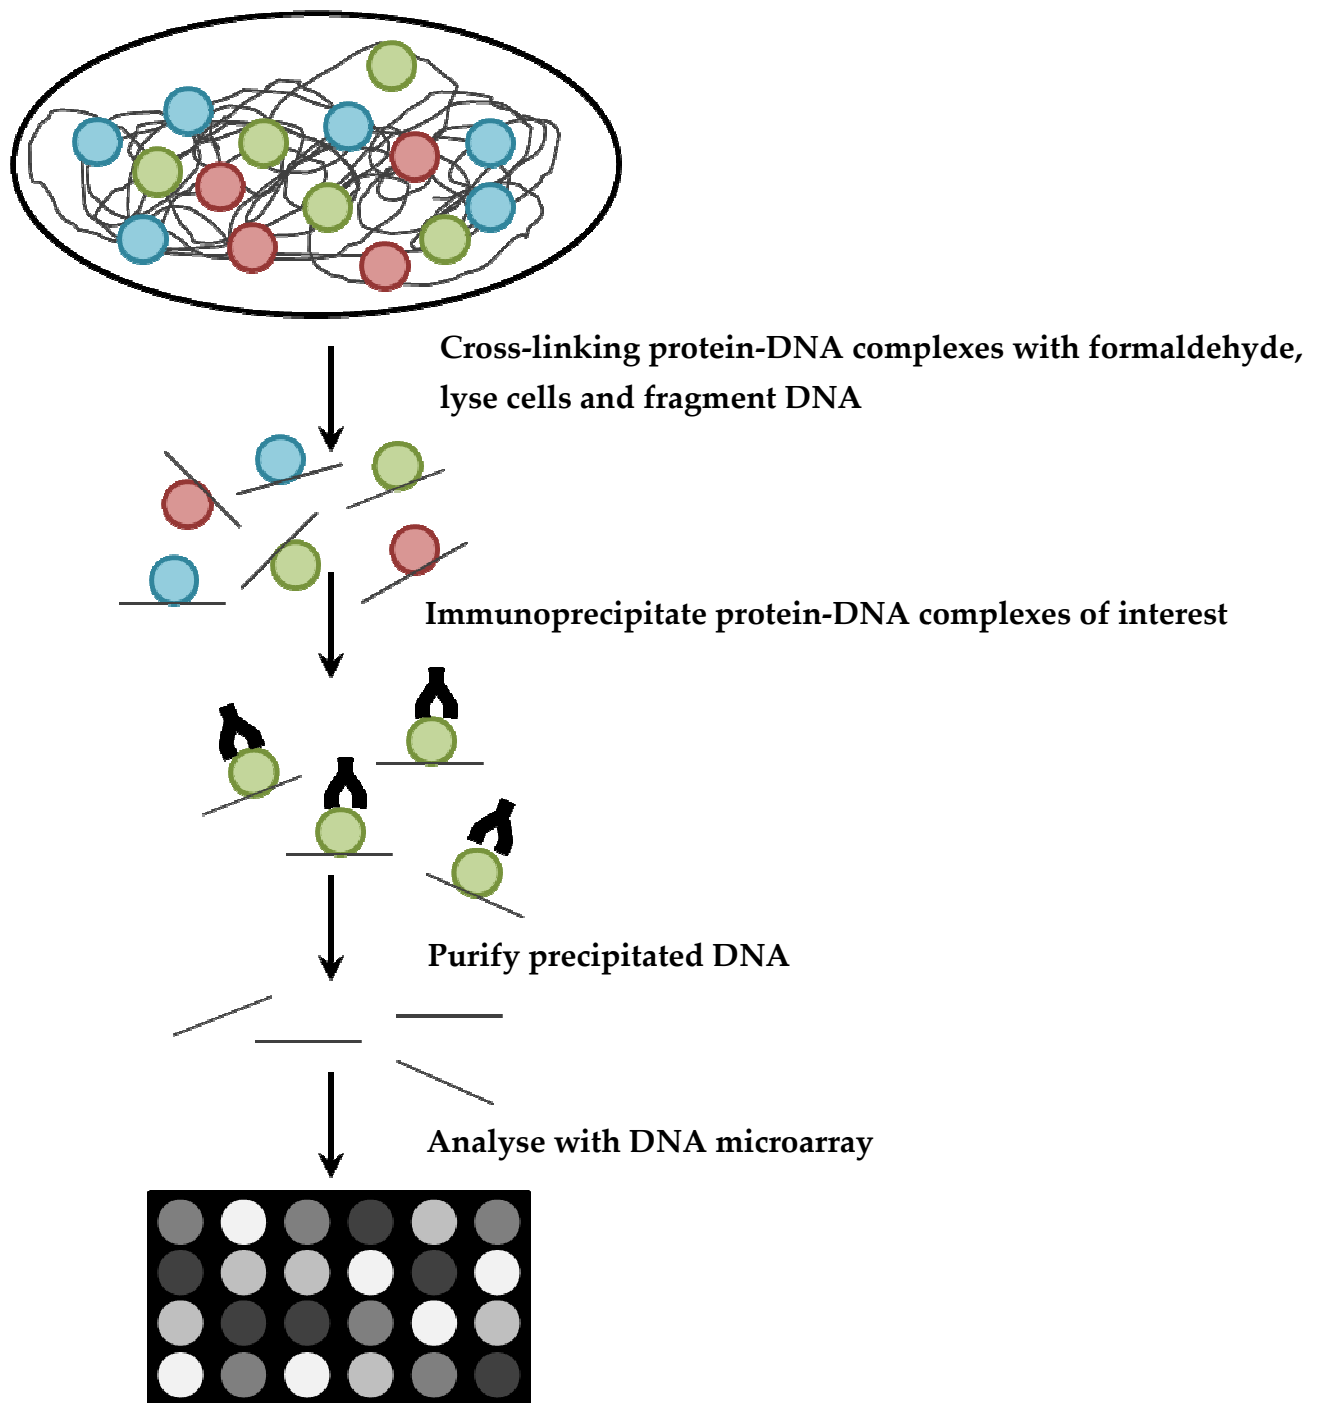 Cross-linking protein-DNA complexes with formaldehyde,
lyse cells and fragment DNA
Immunoprecipitate protein-DNA complexes of interest
Purify precipitated DNA
Analyse with DNA microarray